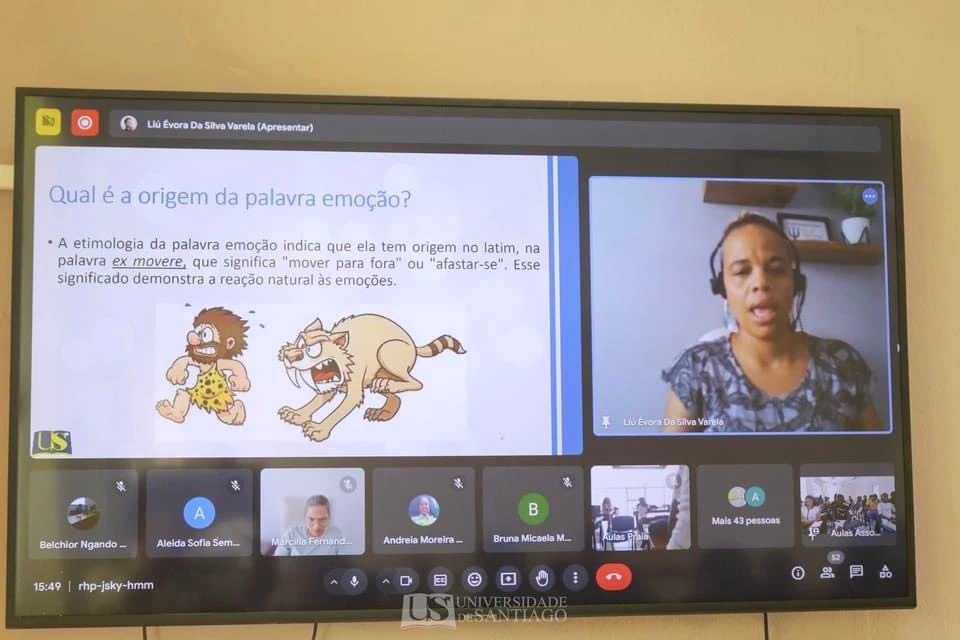 Liú Évora Da Silva Varela (Apresentar)
Qual é a origem da palavra emoção?
• A etimologia da palavra emoção indica que ela tem origem no latim, na
palavra ex movere, que significa "mover para fora" ou "afastar-se". Esse
significado demonstra a reação natural às emoções.
US
Liú Évora Da Silva Varela
Belchior Ngando ...
A
Aleida Sofia Sem...
Márcilia Fernand...
Andreia Moreira ...
B
Bruna Micaela M...
Aulas Praia
A
Mais 43 pessoas
Aulas Asso...
52
15:49 | rhp-jsky-hmm
CC
US UNIVERSIDADE
DE SANTIAGO